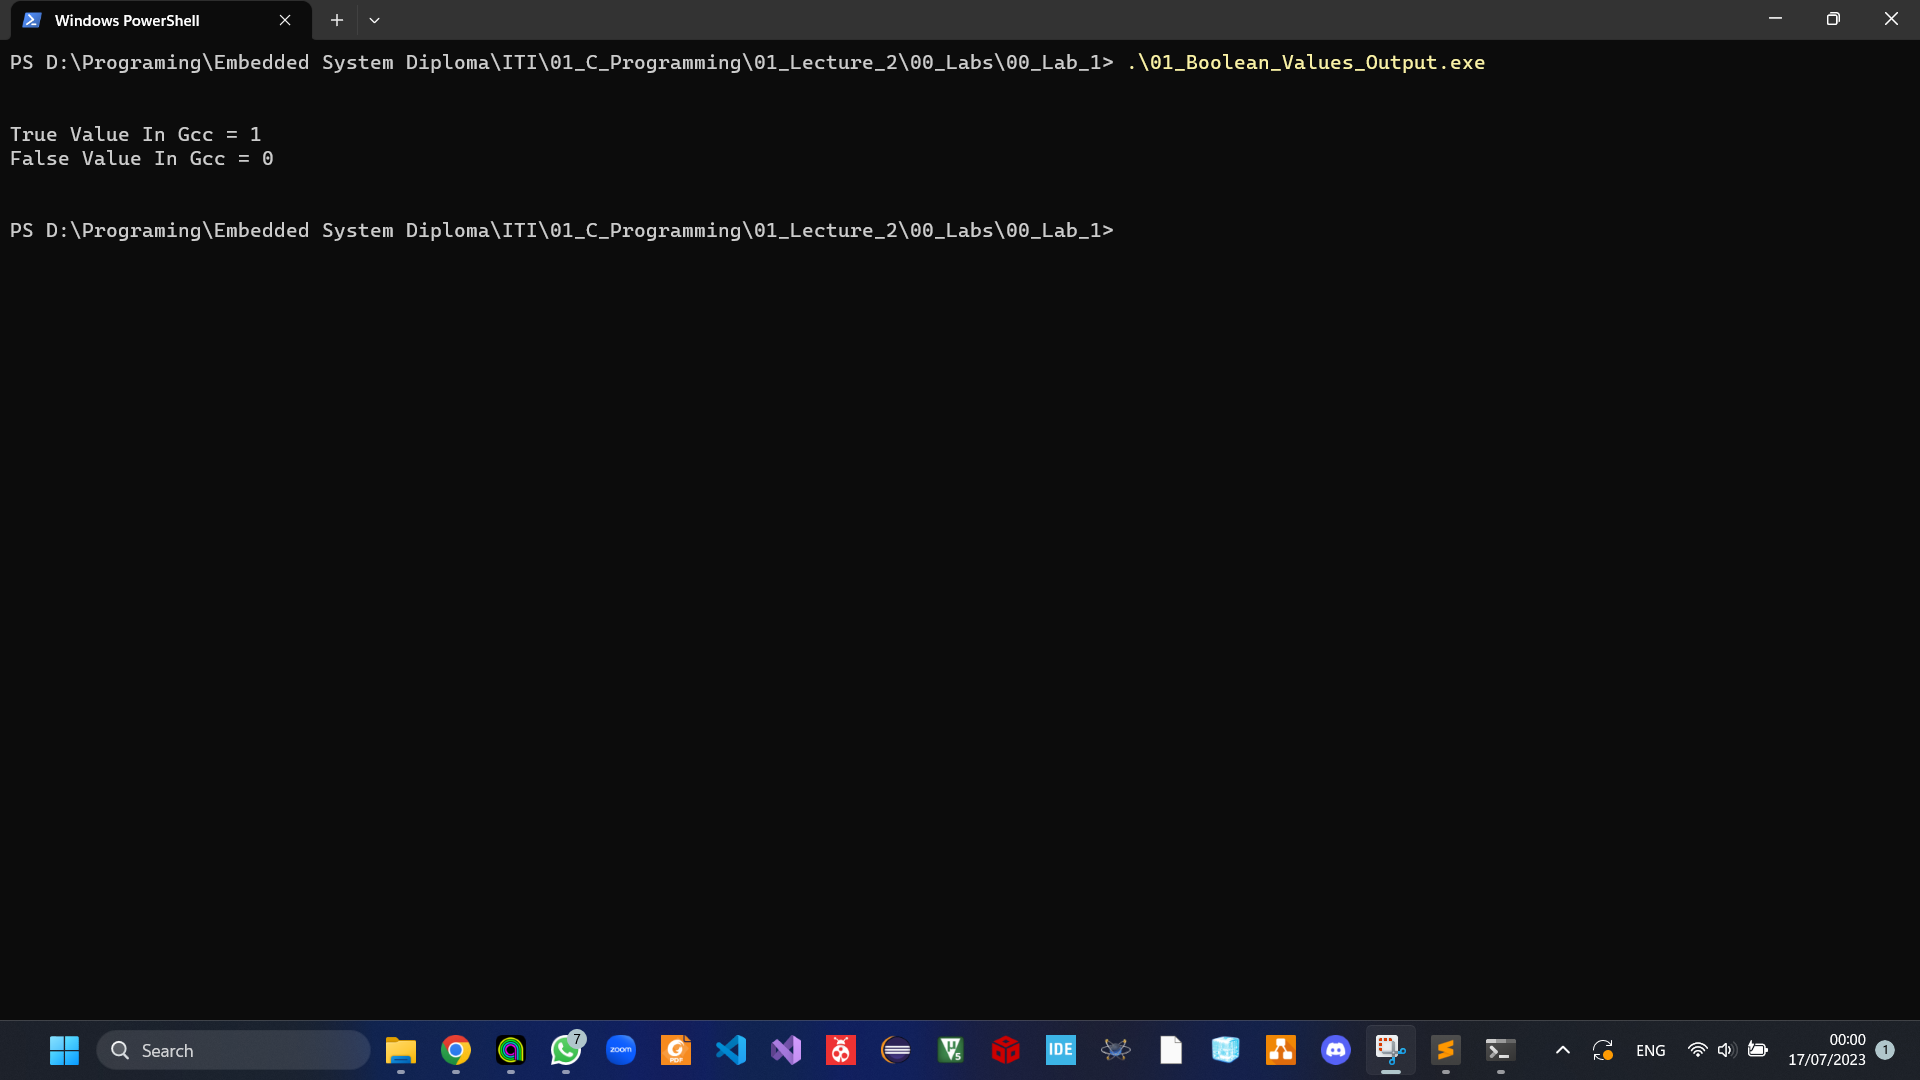 Windows PowerShell
PS D:\Programing\Embedded System Diploma\ITI\01_C_Programming\01_Lecture_2\00_Labs\00_Lab_1> .\01_Boolean_Values_Output.exe
True Value In Gcc = 1
False Value In Gcc = 0
PS D:\Programing\Embedded System Diploma\ITI\01_C_Programming\01_Lecture_2\00_Labs\00_Lab_1>
Search
7
zoom
PDF
V5
IDE
ENG
00:00
17/07/2023
1